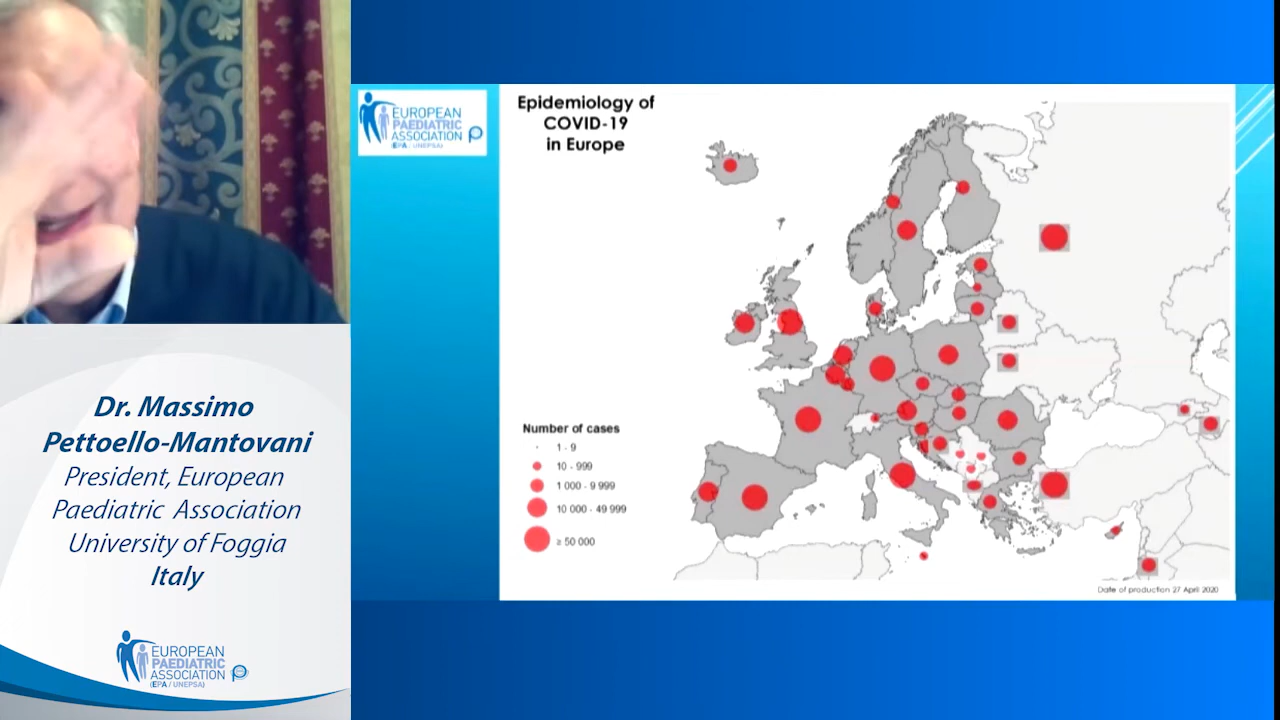 Dr. Massimo
Pettoello-Mantovani
President, European
Paediatric Association
University of Foggia
Italy
EUROPEAN
PAEDIATRIC
ASSOCIATION
(EPA / UNEPSA)
EUROPEAN
PAEDIATRIC
ASSOCIATION
(EPA / UNEPSA)
Epidemiology of
COVID-19
in Europe
Number of cases
1 - 9
10 - 999
1 000 - 9 999
10 000 - 49 999
≥ 50 000
Date of production 27 April 2020